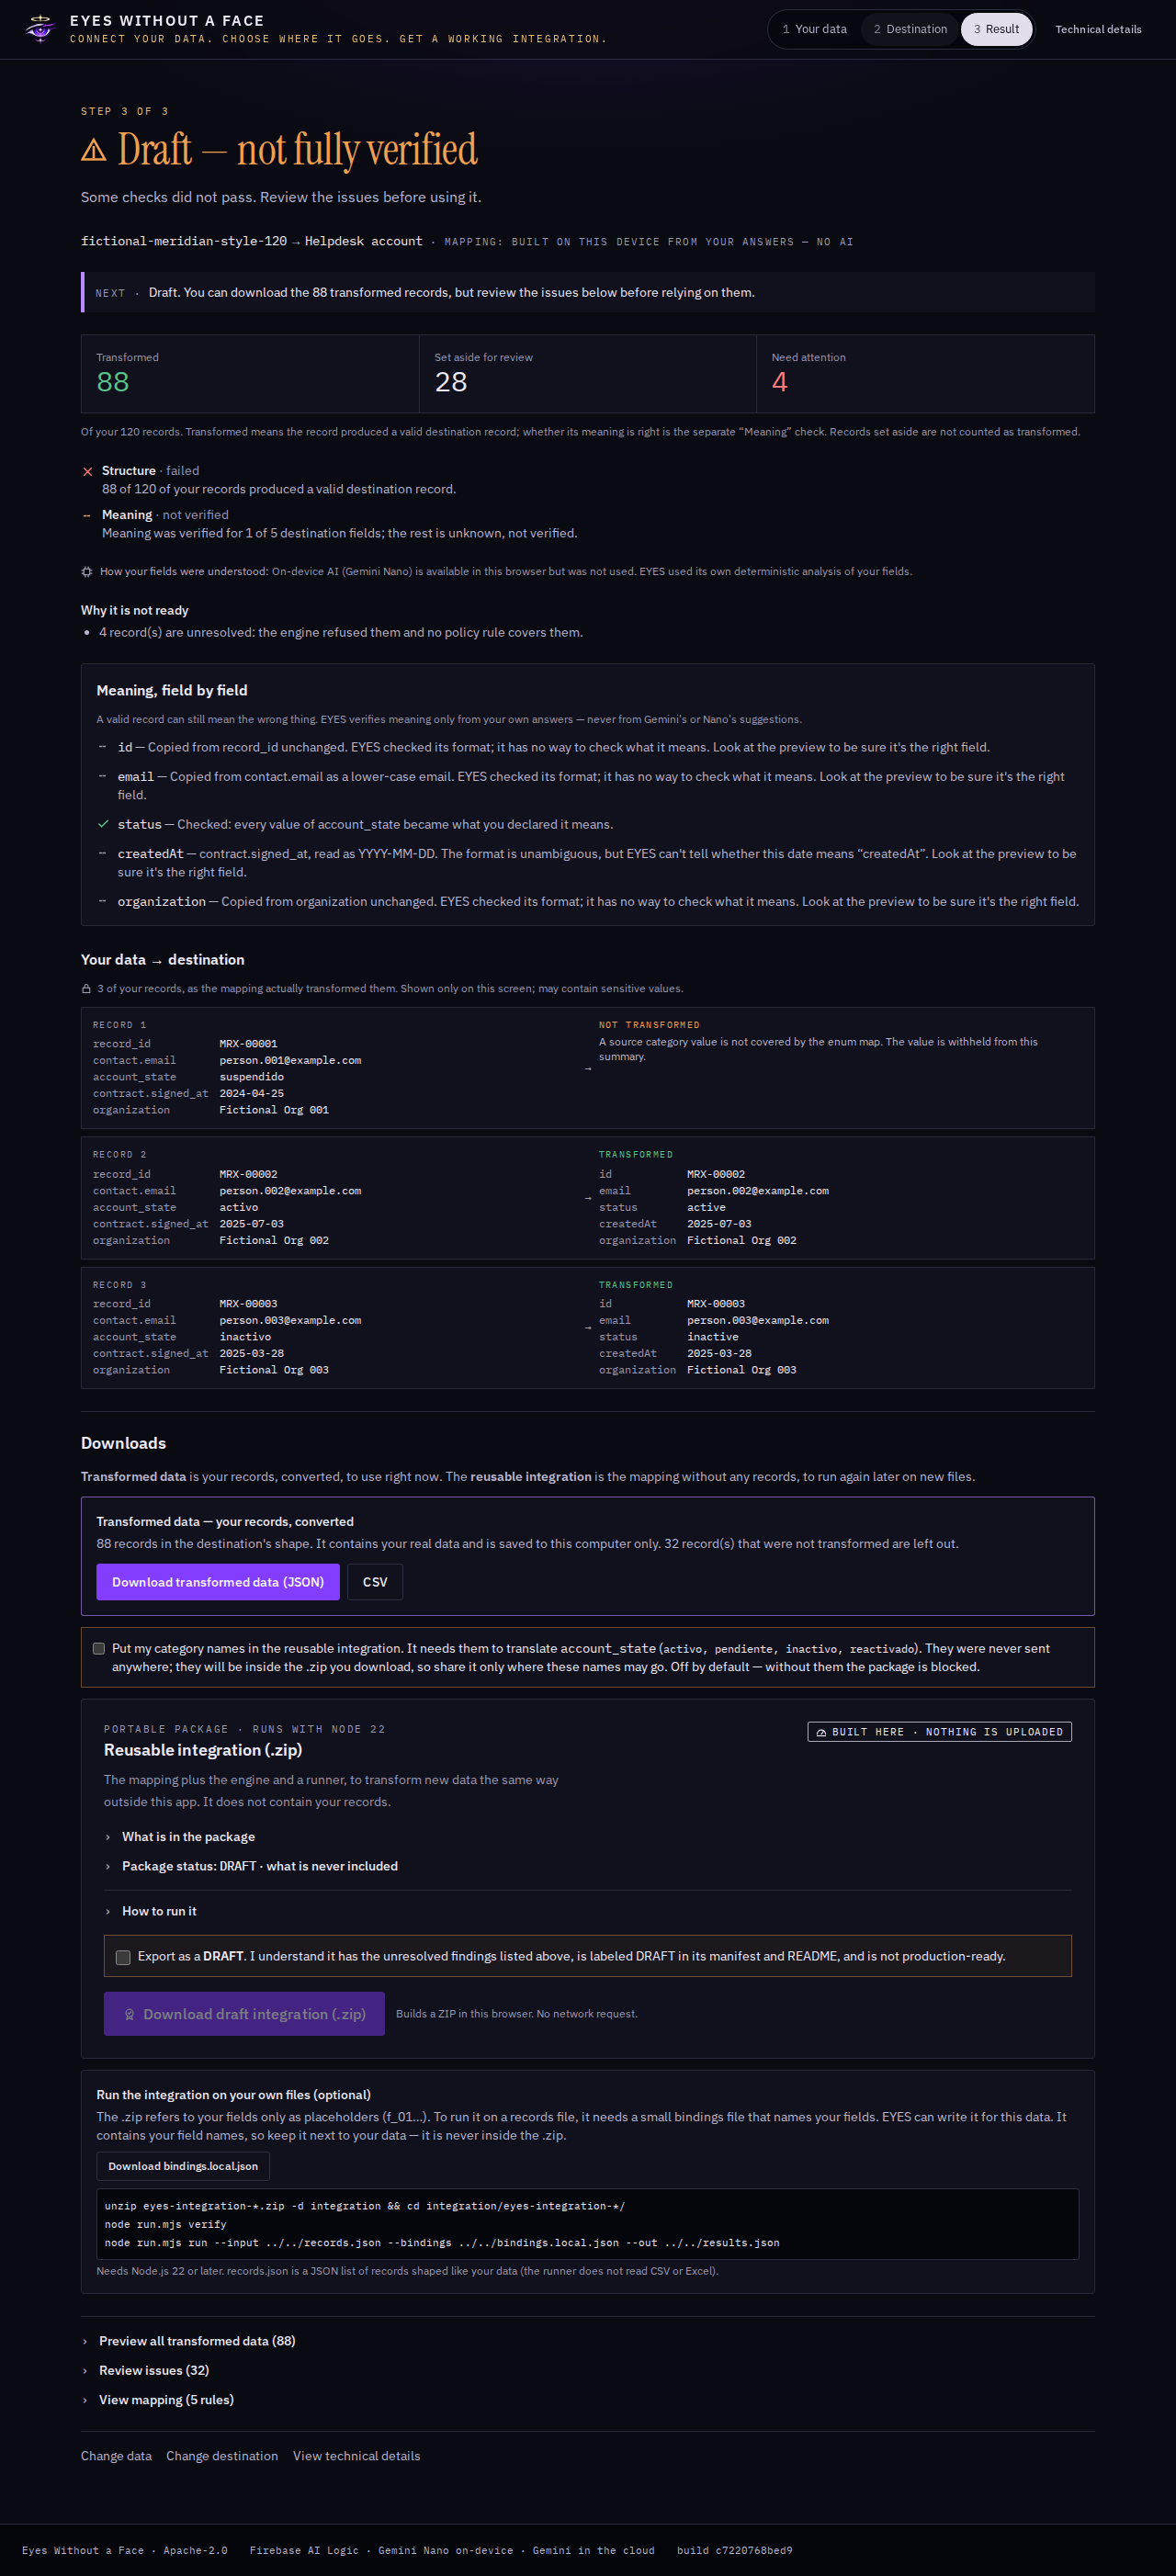 EYES WITHOUT A FACE
CONNECT YOUR DATA. CHOOSE WHERE IT GOES. GET A WORKING INTEGRATION.
1 Your data
2 Destination
3 Result
Technical details
STEP 3 OF 3
Draft — not fully verified
Some checks did not pass. Review the issues before using it.
fictional-meridian-style-120 → Helpdesk account · MAPPING: BUILT ON THIS DEVICE FROM YOUR ANSWERS — NO AI
NEXT · Draft. You can download the 88 transformed records, but review the issues below before relying on them.
Transformed
88
Set aside for review
28
Need attention
4
Of your 120 records. Transformed means the record produced a valid destination record; whether its meaning is right is the separate “Meaning” check. Records set aside are not counted as transformed.
Structure · failed
88 of 120 of your records produced a valid destination record.
Meaning · not verified
Meaning was verified for 1 of 5 destination fields; the rest is unknown, not verified.
How your fields were understood: On-device AI (Gemini Nano) is available in this browser but was not used. EYES used its own deterministic analysis of your fields.
Why it is not ready
• 4 record(s) are unresolved: the engine refused them and no policy rule covers them.
Meaning, field by field
A valid record can still mean the wrong thing. EYES verifies meaning only from your own answers — never from Gemini's or Nano's suggestions.
id — Copied from record_id unchanged. EYES checked its format; it has no way to check what it means. Look at the preview to be sure it's the right field.
email — Copied from contact.email as a lower-case email. EYES checked its format; it has no way to check what it means. Look at the preview to be sure it's the right
field.
status — Checked: every value of account_state became what you declared it means.
createdAt — contract.signed_at, read as YYYY-MM-DD. The format is unambiguous, but EYES can't tell whether this date means “createdAt”. Look at the preview to be
sure it's the right field.
organization — Copied from organization unchanged. EYES checked its format; it has no way to check what it means. Look at the preview to be sure it's the right field.
Your data → destination
3 of your records, as the mapping actually transformed them. Shown only on this screen; may contain sensitive values.
RECORD 1
record_id MRX-00001
contact.email person.001@example.com
account_state suspendido
contract.signed_at 2024-04-25
organization Fictional Org 001
→
NOT TRANSFORMED
A source category value is not covered by the enum map. The value is withheld from this
summary.
RECORD 2
record_id MRX-00002
contact.email person.002@example.com
account_state activo
contract.signed_at 2025-07-03
organization Fictional Org 002
→
TRANSFORMED
id MRX-00002
email person.002@example.com
status active
createdAt 2025-07-03
organization Fictional Org 002
RECORD 3
record_id MRX-00003
contact.email person.003@example.com
account_state inactivo
contract.signed_at 2025-03-28
organization Fictional Org 003
→
TRANSFORMED
id MRX-00003
email person.003@example.com
status inactive
createdAt 2025-03-28
organization Fictional Org 003
Downloads
Transformed data is your records, converted, to use right now. The reusable integration is the mapping without any records, to run again later on new files.
Transformed data — your records, converted
88 records in the destination's shape. It contains your real data and is saved to this computer only. 32 record(s) that were not transformed are left out.
Download transformed data (JSON)
CSV
Put my category names in the reusable integration. It needs them to translate account_state (activo, pendiente, inactivo, reactivado). They were never sent
anywhere; they will be inside the .zip you download, so share it only where these names may go. Off by default — without them the package is blocked.
PORTABLE PACKAGE · RUNS WITH NODE 22
BUILT HERE · NOTHING IS UPLOADED
Reusable integration (.zip)
The mapping plus the engine and a runner, to transform new data the same way
outside this app. It does not contain your records.
› What is in the package
› Package status: DRAFT · what is never included
› How to run it
Export as a DRAFT. I understand it has the unresolved findings listed above, is labeled DRAFT in its manifest and README, and is not production-ready.
Download draft integration (.zip)
Builds a ZIP in this browser. No network request.
Run the integration on your own files (optional)
The .zip refers to your fields only as placeholders (f_01…). To run it on a records file, it needs a small bindings file that names your fields. EYES can write it for this data. It
contains your field names, so keep it next to your data — it is never inside the .zip.
Download bindings.local.json
unzip eyes-integration-*.zip -d integration && cd integration/eyes-integration-*/
node run.mjs verify
node run.mjs run --input ../../records.json --bindings ../../bindings.local.json --out ../../results.json
Needs Node.js 22 or later. records.json is a JSON list of records shaped like your data (the runner does not read CSV or Excel).
› Preview all transformed data (88)
› Review issues (32)
› View mapping (5 rules)
Change data
Change destination
View technical details
Eyes Without a Face · Apache-2.0
Firebase AI Logic · Gemini Nano on-device · Gemini in the cloud
build c7220768bed9